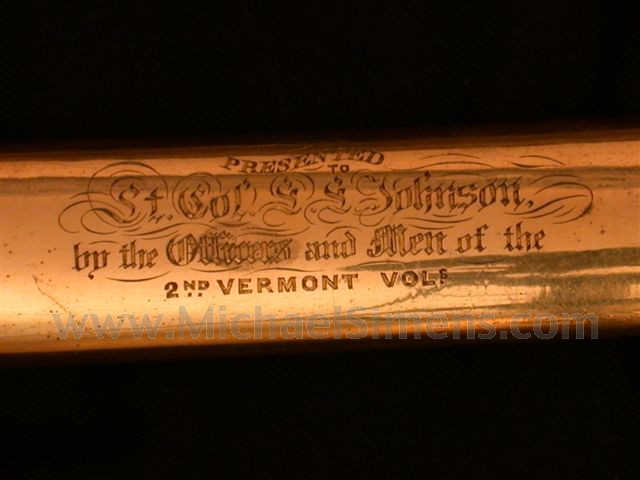 PRESENTED
TO
Lt. Col. E. E. Johnson,
by the Officers and Men of the
2ND VERMONT VOLS
www.MichaelSimens.com